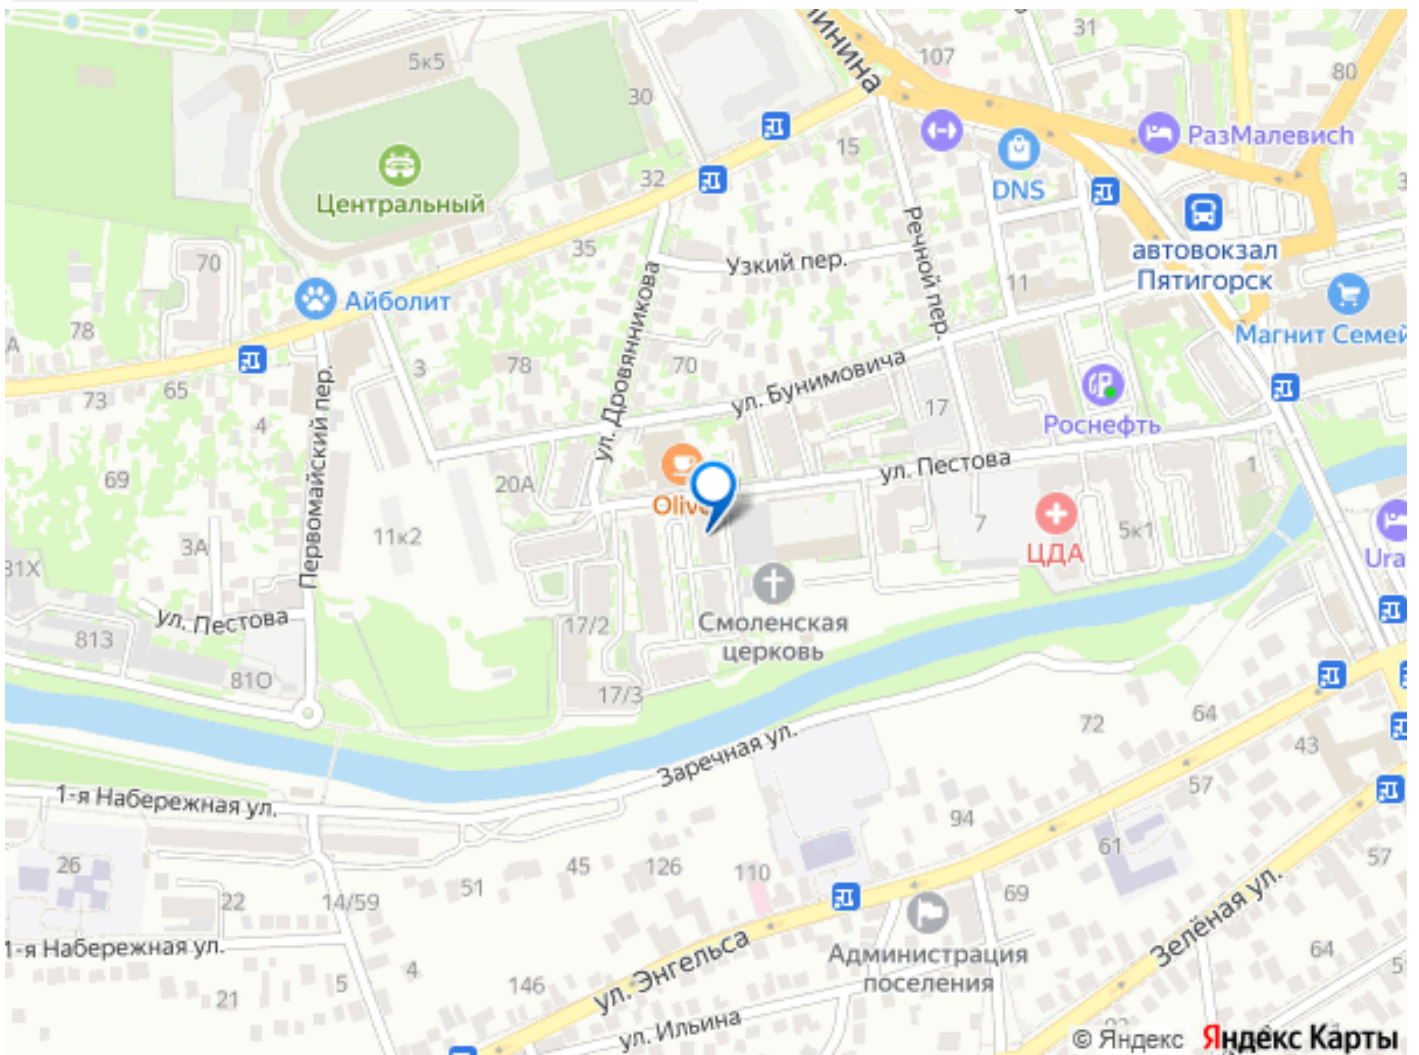 5к5
инина
107
31
80
30
15
РазМалевич
Центральный
32
DNS
35
Речной пер.
автовокзал
Пятигорск
70
Узкий пер.
11
Айболит
ул. Дровянникова
78
Магнит Семей
3
78
70
ул. Бунимовича
65
73
4
17
Роснефть
Первомайский пер.
69
20А
ул. Пестова
1
Oliv
11к2
7
5к1
ЦДА
3А
81Х
Ura
ул. Пестова
17/2
Смоленская
церковь
813
81О
17/3
72
64
43
Заречная ул.
57
1-я Набережная ул.
94
61
26
45
126
110
57
51
22
14/59
69
Зелёная ул.
1-я Набережная ул.
ул. Энгельса
Администрация
поселения
64
4
5
146
21
ул. Ильина
© Яндекс Яндекс Карты